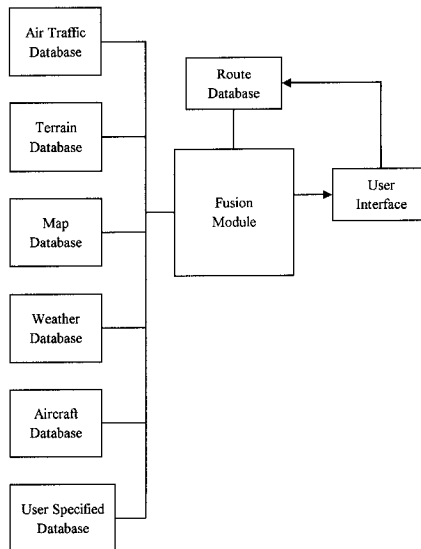 Air Traffic
Database
Terrain
Database
Map
Database
Weather
Database
Aircraft
Database
User Specified
Database
Route
Database
Fusion
Module
User
Interface